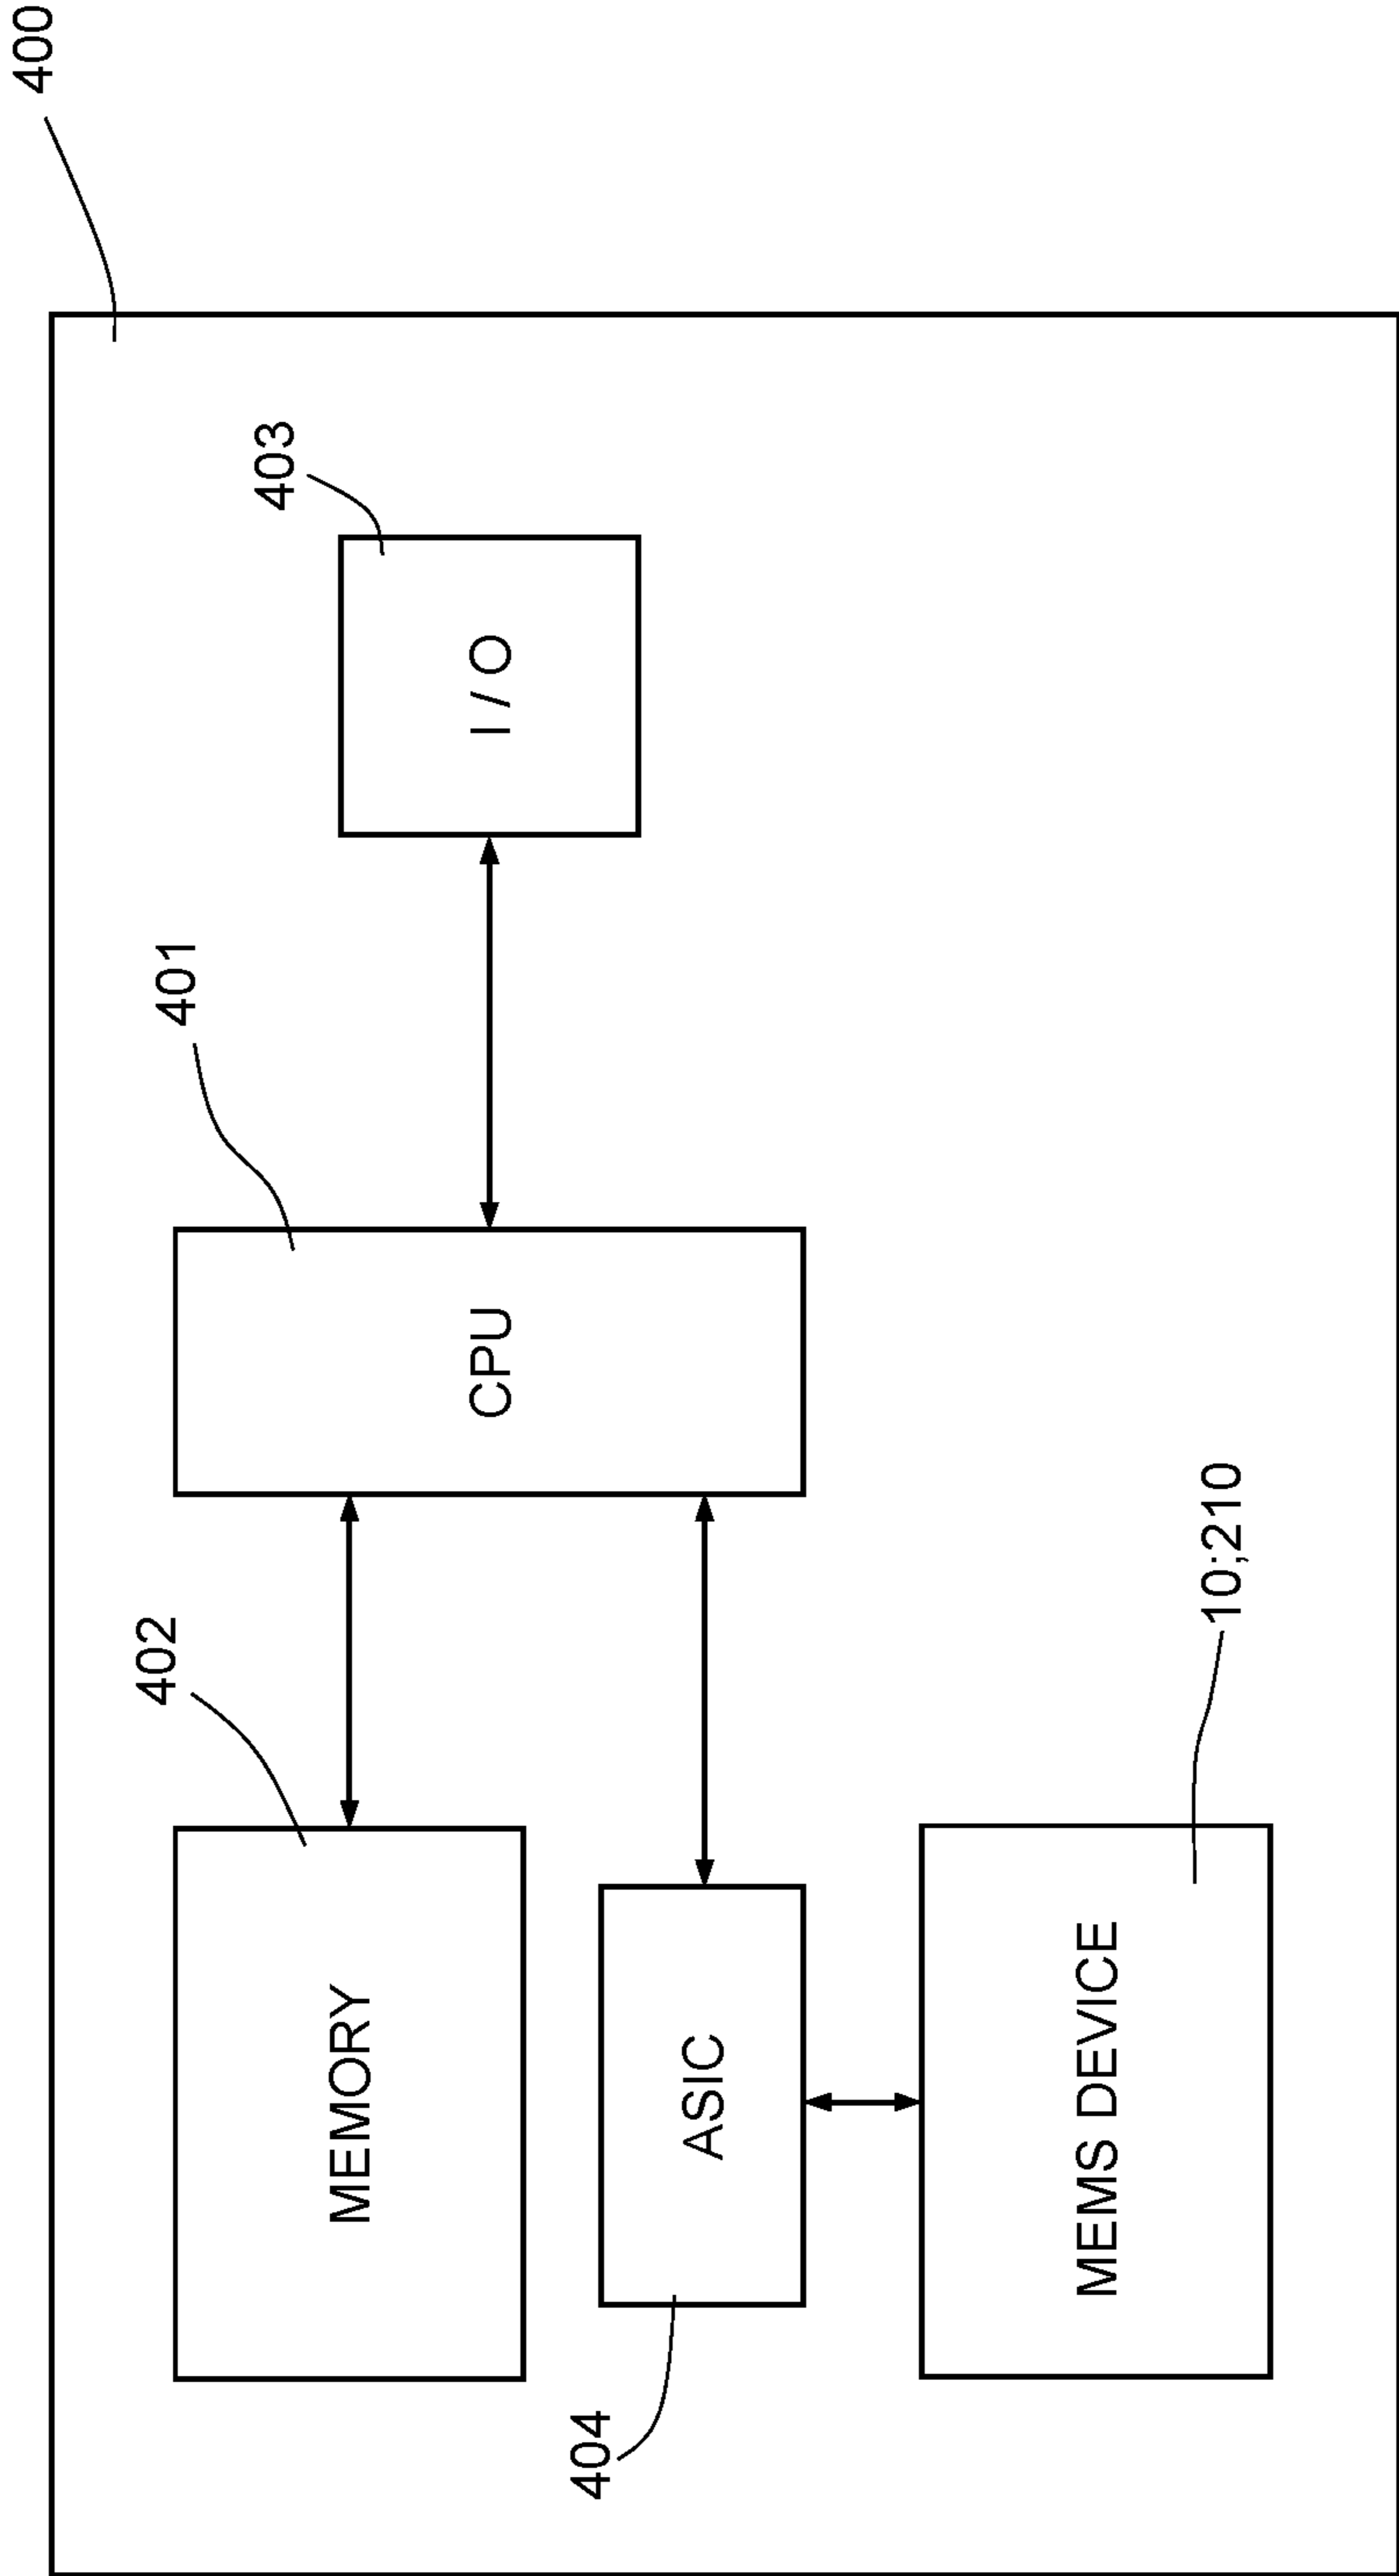 400
402
401
403
MEMORY
CPU
I / O
404
ASIC
10;210
MEMS DEVICE